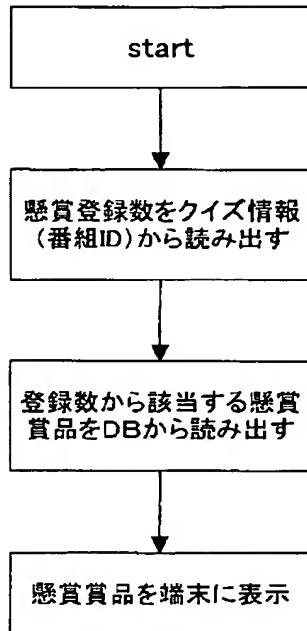 start
懸賞登録数をクイズ情報
(番組ID)から読み出す
登録数から該当する懸賞
賞品をDBから読み出す
懸賞賞品を端末に表示